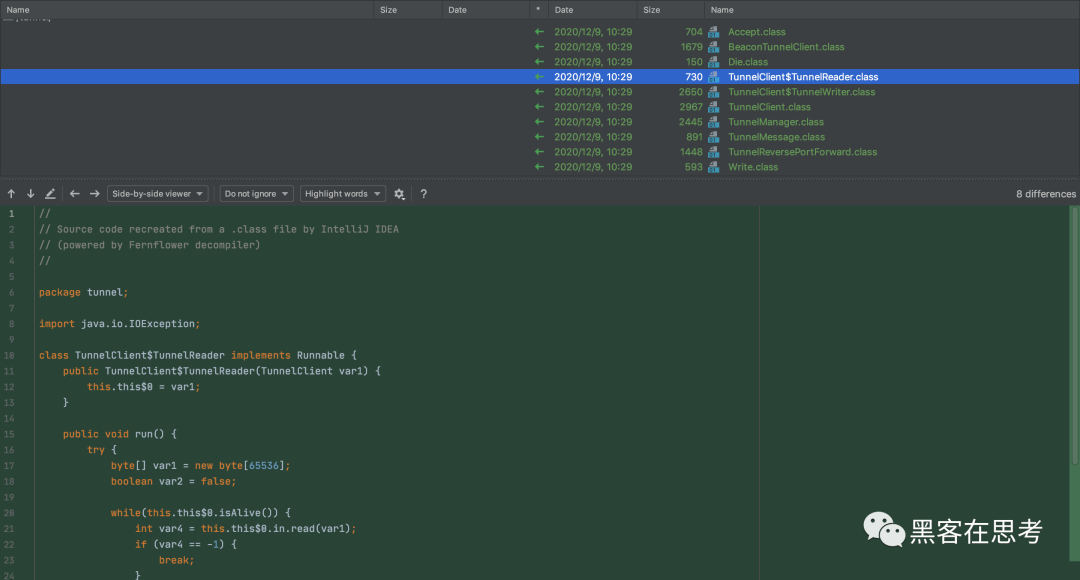 Name Size Date * Date Size Name
2020/12/9, 10:29 704 Accept.class
2020/12/9, 10:29 1679 BeaconTunnelClient.class
2020/12/9, 10:29 150 Die.class
2020/12/9, 10:29 730 TunnelClient$TunnelReader.class
2020/12/9, 10:29 2650 TunnelClient$TunnelWriter.class
2020/12/9, 10:29 2967 TunnelClient.class
2020/12/9, 10:29 2445 TunnelManager.class
2020/12/9, 10:29 891 TunnelMessage.class
2020/12/9, 10:29 1448 TunnelReversePortForward.class
2020/12/9, 10:29 593 Write.class
Side-by-side viewer Do not ignore Highlight words ? 8 differences
1 //
2 // Source code recreated from a .class file by IntelliJ IDEA
3 // (powered by Fernflower decompiler)
4 //
5
6 package tunnel;
7
8 import java.io.IOException;
9
10 class TunnelClient$TunnelReader implements Runnable {
11 public TunnelClient$TunnelReader(TunnelClient var1) {
12 this.this$0 = var1;
13 }
14
15 public void run() {
16 try {
17 byte[] var1 = new byte[65536];
18 boolean var2 = false;
19
20 while(this.this$0.isAlive()) {
21 int var4 = this.this$0.in.read(var1);
22 if (var4 == -1) {
23 break;
24 }
黑客在思考